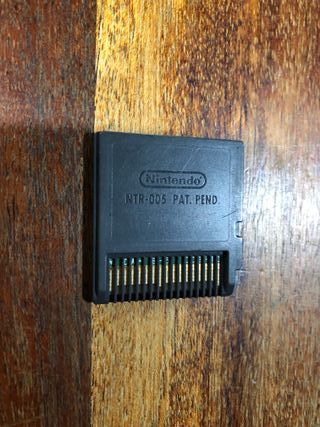 Nintendo
NTR-005 PAT. PEND.